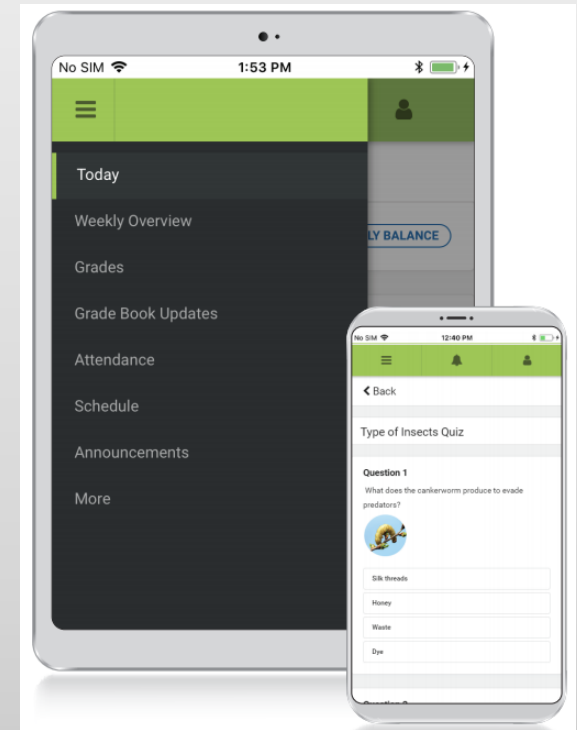 No SIM 1:53 PM
Today
Weekly Overview
LY BALANCE
Grades
Grade Book Updates
Attendance
Schedule
Announcements
More
No SIM 12:40 PM
Back
Type of Insects Quiz
Question 1
What does the cankerworm produce to evade
predators?
Silk threads
Honey
Waste
Dye